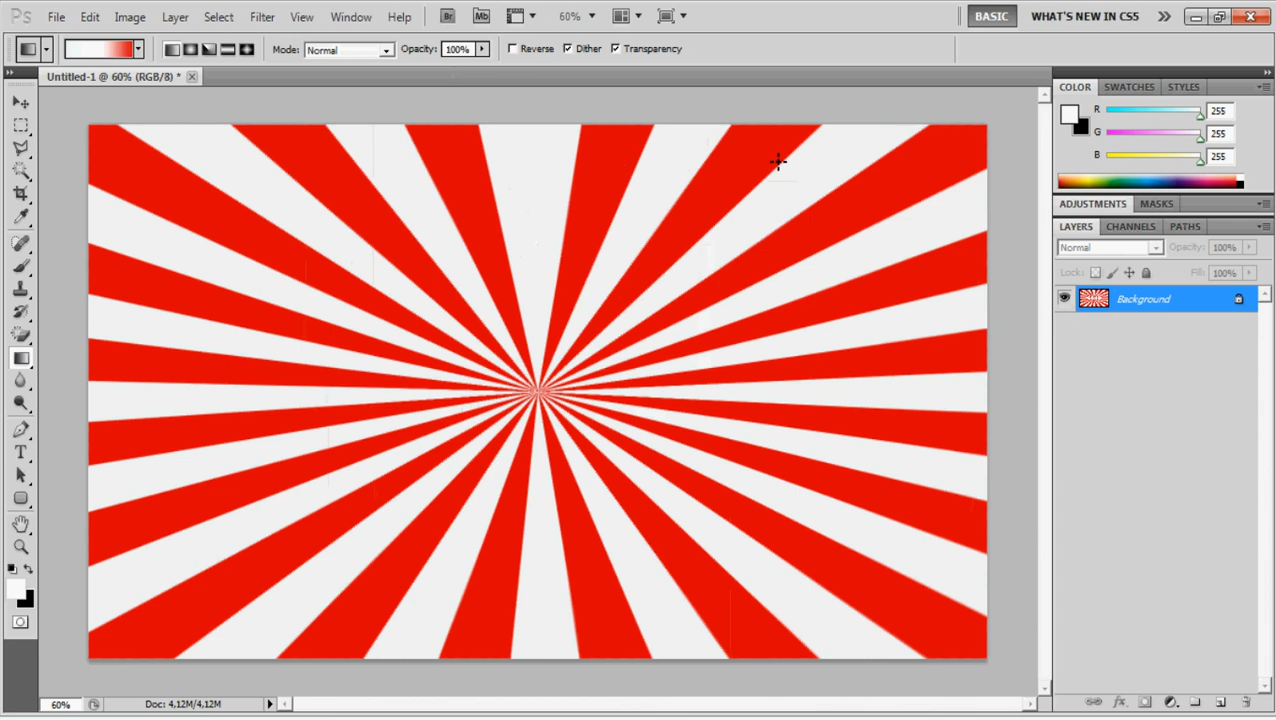 Ps File Edit Image Layer Select Filter View Window Help Br Mb 60% BASIC WHAT'S NEW IN CS5
Mode: Normal Opacity: 100% Reverse Dither Transparency
Untitled-1 @ 60% (RGB/8) *
COLOR SWATCHES STYLES
R 255
G 255
B 255
ADJUSTMENTS MASKS
LAYERS CHANNELS PATHS
Normal Opacity: 100%
Lock: Fill: 100%
Background
T
60% Doc: 4,12M/4,12M